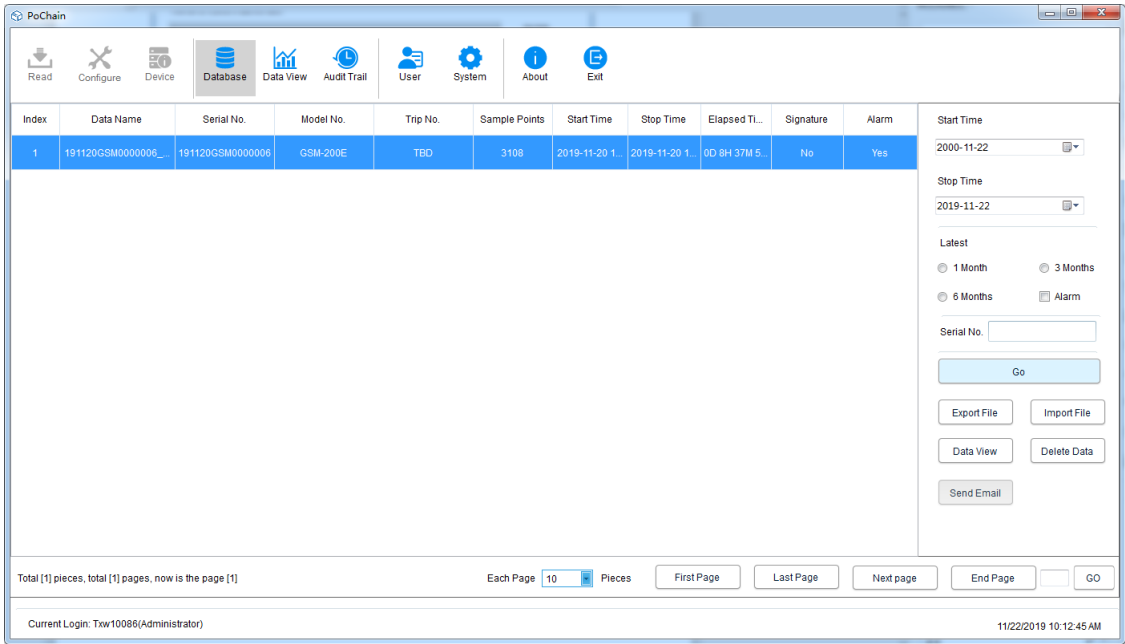 PoChain
Read Configure Device Database Data View Audit Trail User System About Exit
Index Data Name Serial No. Model No. Trip No. Sample Points Start Time Stop Time Elapsed Ti... Signature Alarm
1 191120GSM0000006_... 191120GSM0000006 GSM-200E TBD 3108 2019-11-20 1... 2019-11-20 1... 0D 8H 37M 5... No Yes
Start Time
2000-11-22
Stop Time
2019-11-22
Latest
1 Month 3 Months
6 Months Alarm
Serial No.
Go
Export File Import File
Data View Delete Data
Send Email
Total [1] pieces, total [1] pages, now is the page [1] Each Page 10 Pieces First Page Last Page Next page End Page GO
Current Login: Txw10086(Administrator) 11/22/2019 10:12:45 AM